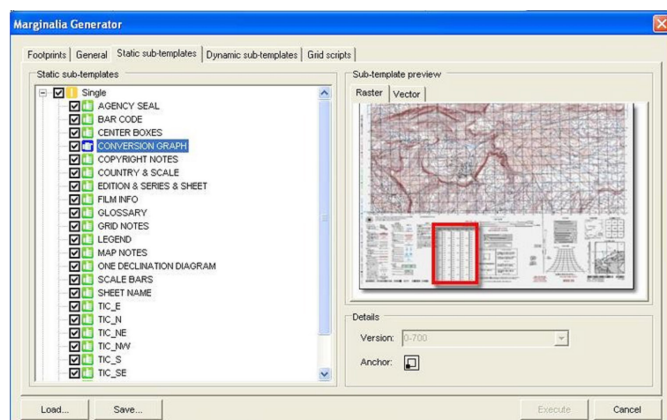 Marginalia Generator
Footprints
General
Static sub-templates
Dynamic sub-templates
Grid scripts
Static sub-templates
Single
AGENCY SEAL
BAR CODE
CENTER BOXES
CONVERSION GRAPH
COPYRIGHT NOTES
COUNTRY & SCALE
EDITION & SERIES & SHEET
FILM INFO
GLOSSARY
GRID NOTES
LEGEND
MAP NOTES
ONE DECLINATION DIAGRAM
SCALE BARS
SHEET NAME
TIC_E
TIC_N
TIC_NE
TIC_NW
TIC_S
TIC_SE
Sub-template preview
Raster
Vector
Details
Version: 0-700
Anchor:
Load...
Save...
Execute
Cancel